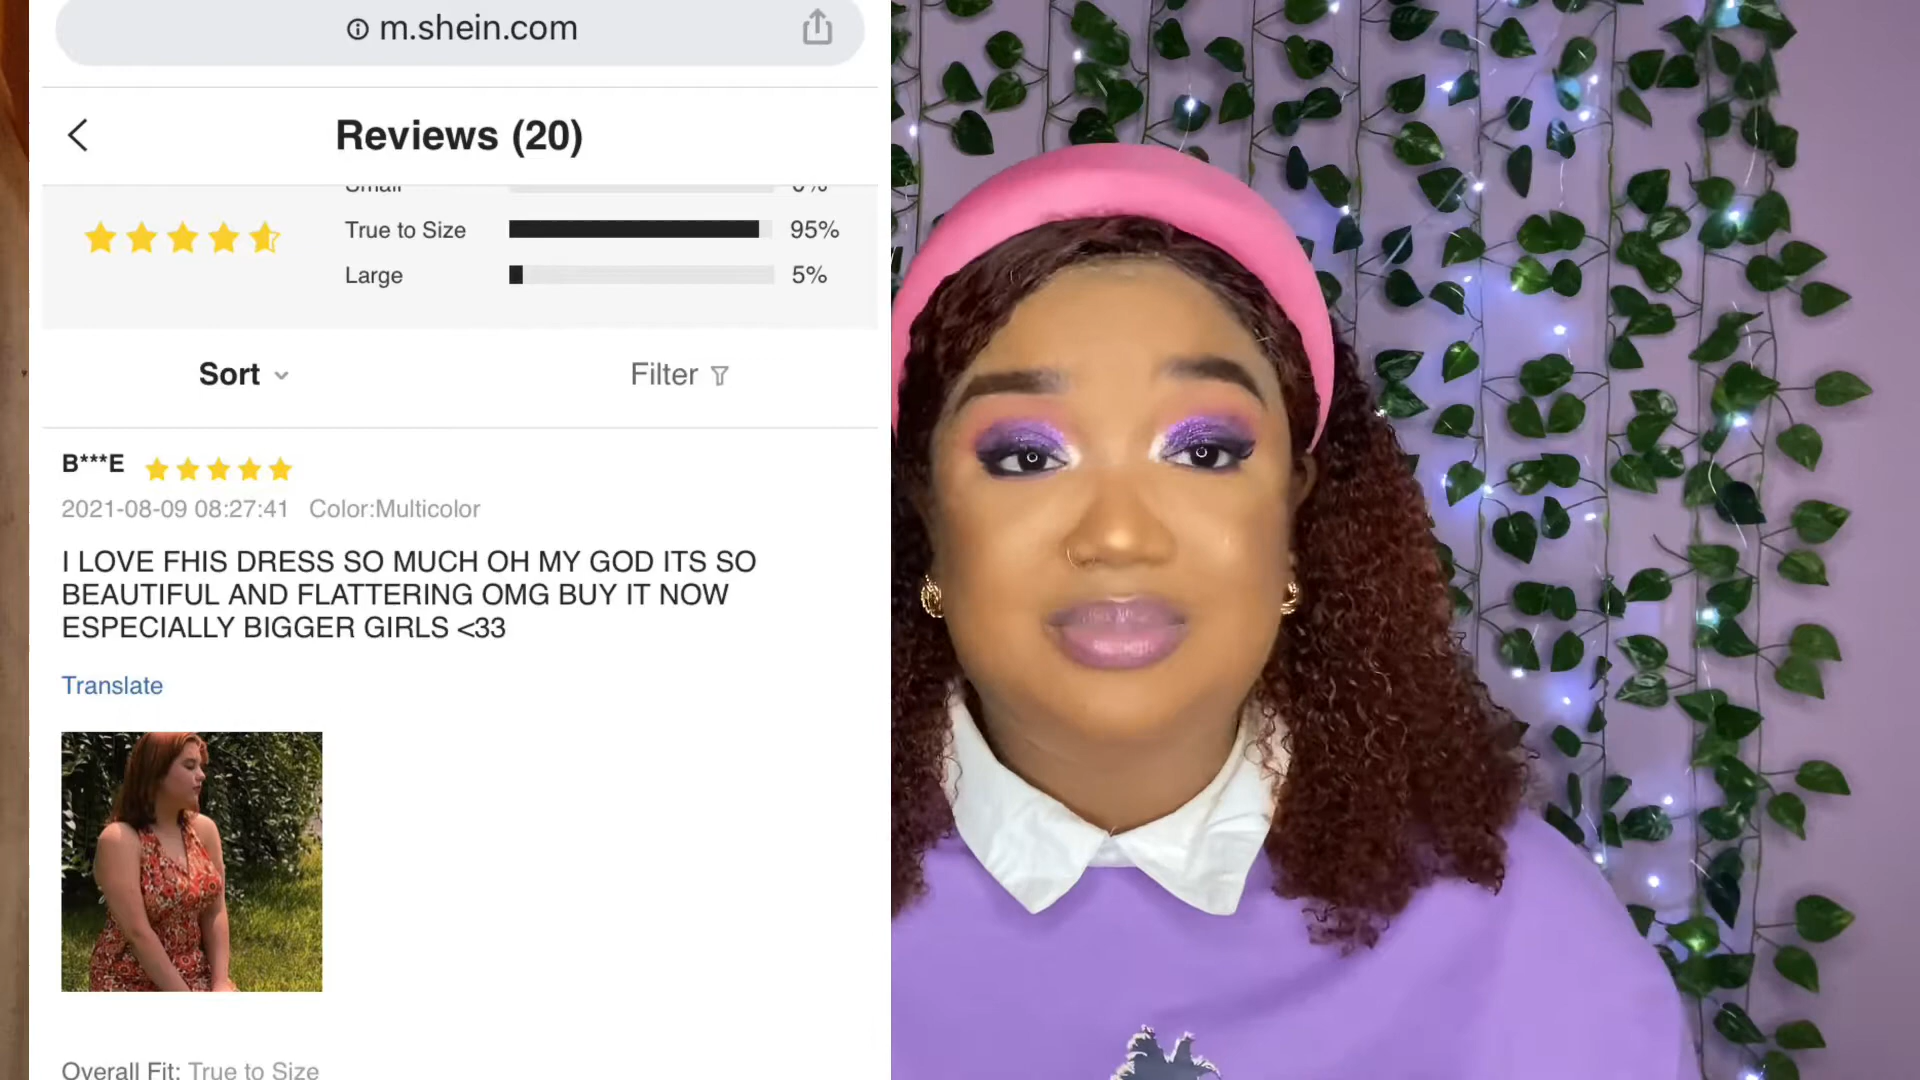 m.shein.com
Reviews (20)
Small 0%
True to Size 95%
Large 5%
Sort
Filter
B***E
2021-08-09 08:27:41 Color:Multicolor
I LOVE FHIS DRESS SO MUCH OH MY GOD ITS SO
BEAUTIFUL AND FLATTERING OMG BUY IT NOW
ESPECIALLY BIGGER GIRLS <33
Translate
Overall Fit: True to Size